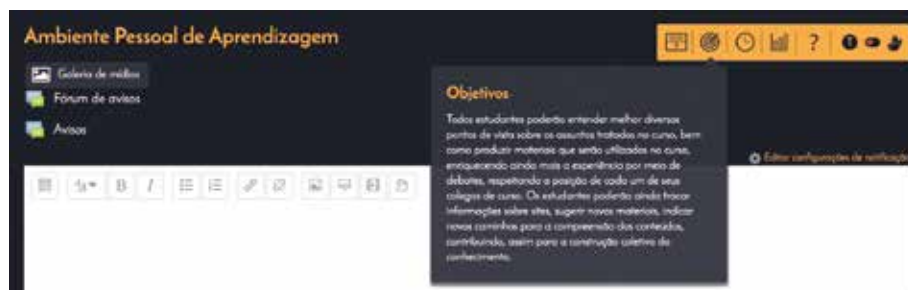 Ambiente Pessoal de Aprendizagem
?
Galeria de mídias
Fórum de avisos
Avisos
Objetivos
Todos estudantes poderão entender melhor diversos
pontos de vista sobre os assuntos tratados no curso, bem
como produzir materiais que serão utilizados no curso,
enriquecendo ainda mais a experiência por meio de
debates, respeitando a posição de cada um de seus
colegas de curso. Os estudantes poderão ainda trocar
informações sobre sites, sugerir novos materiais, indicar
novos caminhos para a compreensão dos conteúdos,
contribuindo, assim para a construção coletiva do
conhecimento.
Editar configurações de notificação
B I